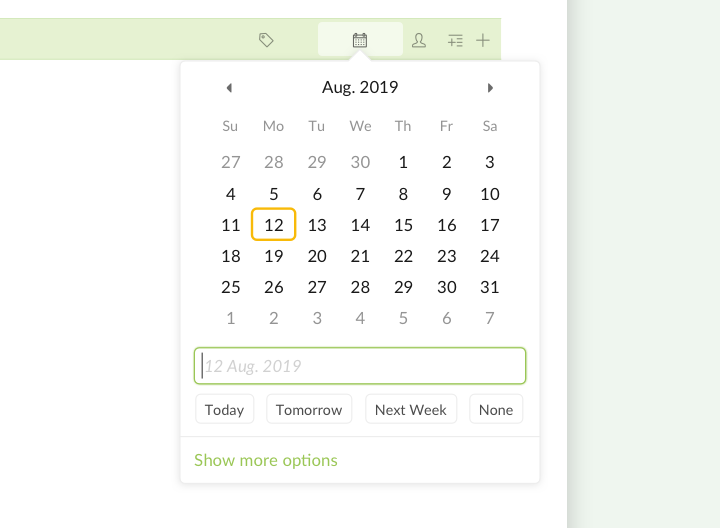 Aug. 2019
Su Mo Tu We Th Fr Sa
27 28 29 30 1 2 3
4 5 6 7 8 9 10
11 12 13 14 15 16 17
18 19 20 21 22 23 24
25 26 27 28 29 30 31
1 2 3 4 5 6 7
12 Aug. 2019
Today Tomorrow Next Week None
Show more options